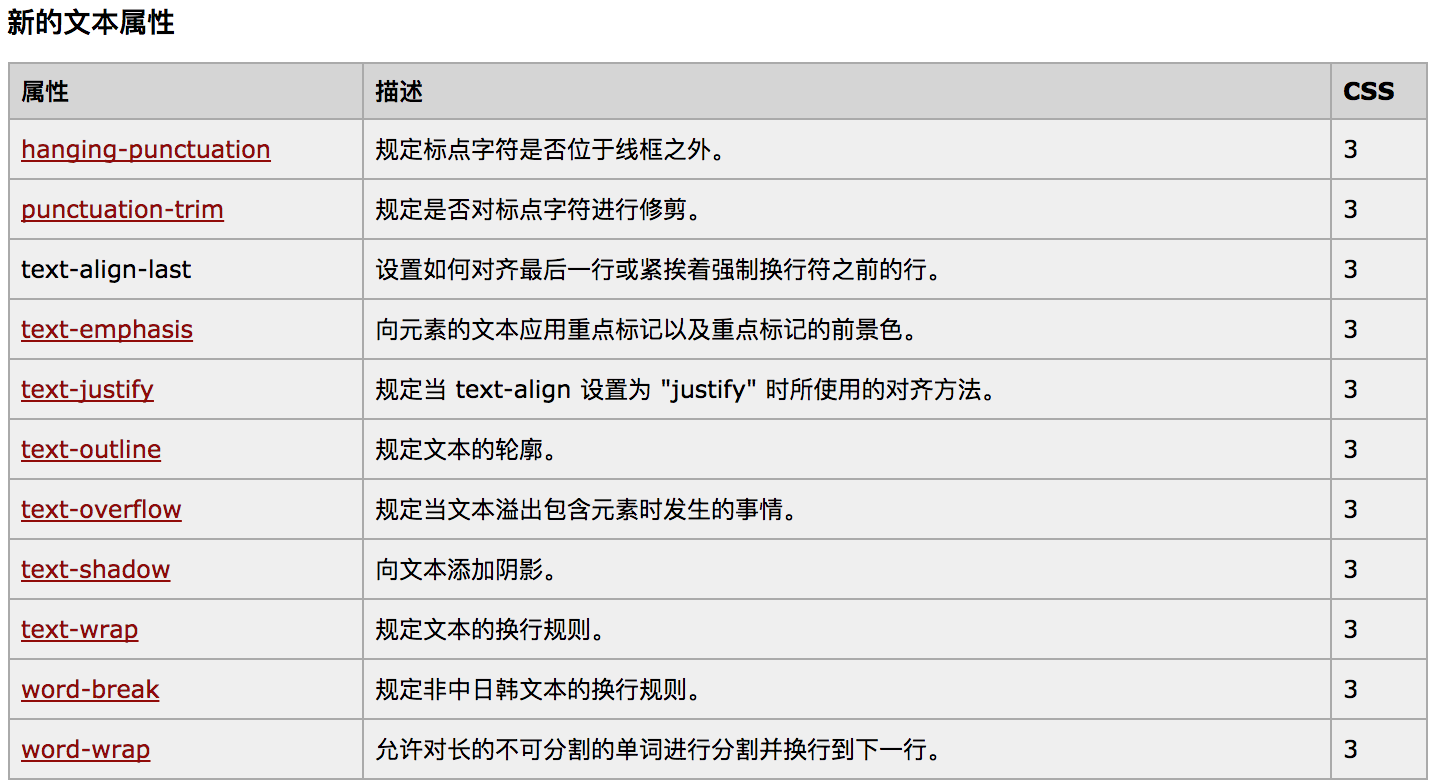 新的文本属性
属性 描述 CSS
hanging-punctuation 规定标点字符是否位于线框之外。 3
punctuation-trim 规定是否对标点字符进行修剪。 3
text-align-last 设置如何对齐最后一行或紧挨着强制换行符之前的行。 3
text-emphasis 向元素的文本应用重点标记以及重点标记的前景色。 3
text-justify 规定当 text-align 设置为 "justify" 时所使用的对齐方法。 3
text-outline 规定文本的轮廓。 3
text-overflow 规定当文本溢出包含元素时发生的事情。 3
text-shadow 向文本添加阴影。 3
text-wrap 规定文本的换行规则。 3
word-break 规定非中日韩文本的换行规则。 3
word-wrap 允许对长的不可分割的单词进行分割并换行到下一行。 3